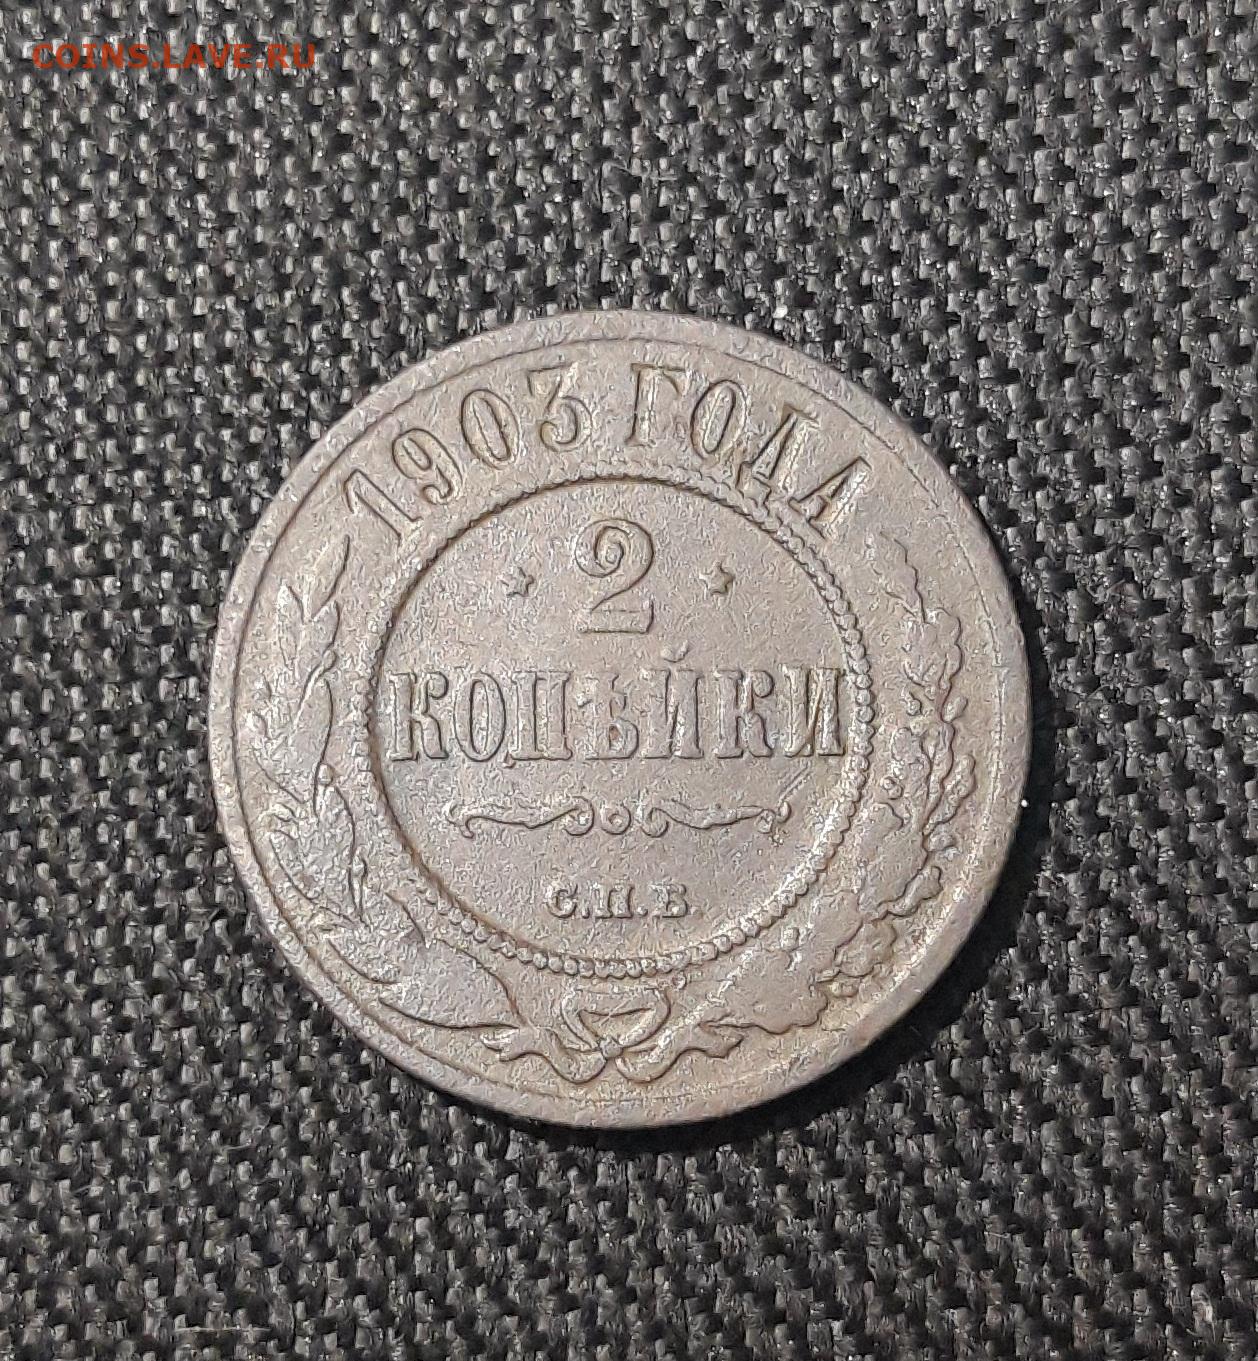 COINS.LAVE.RU
1903 ГОДА
2
КОПѢЙКИ
С.П.Б.